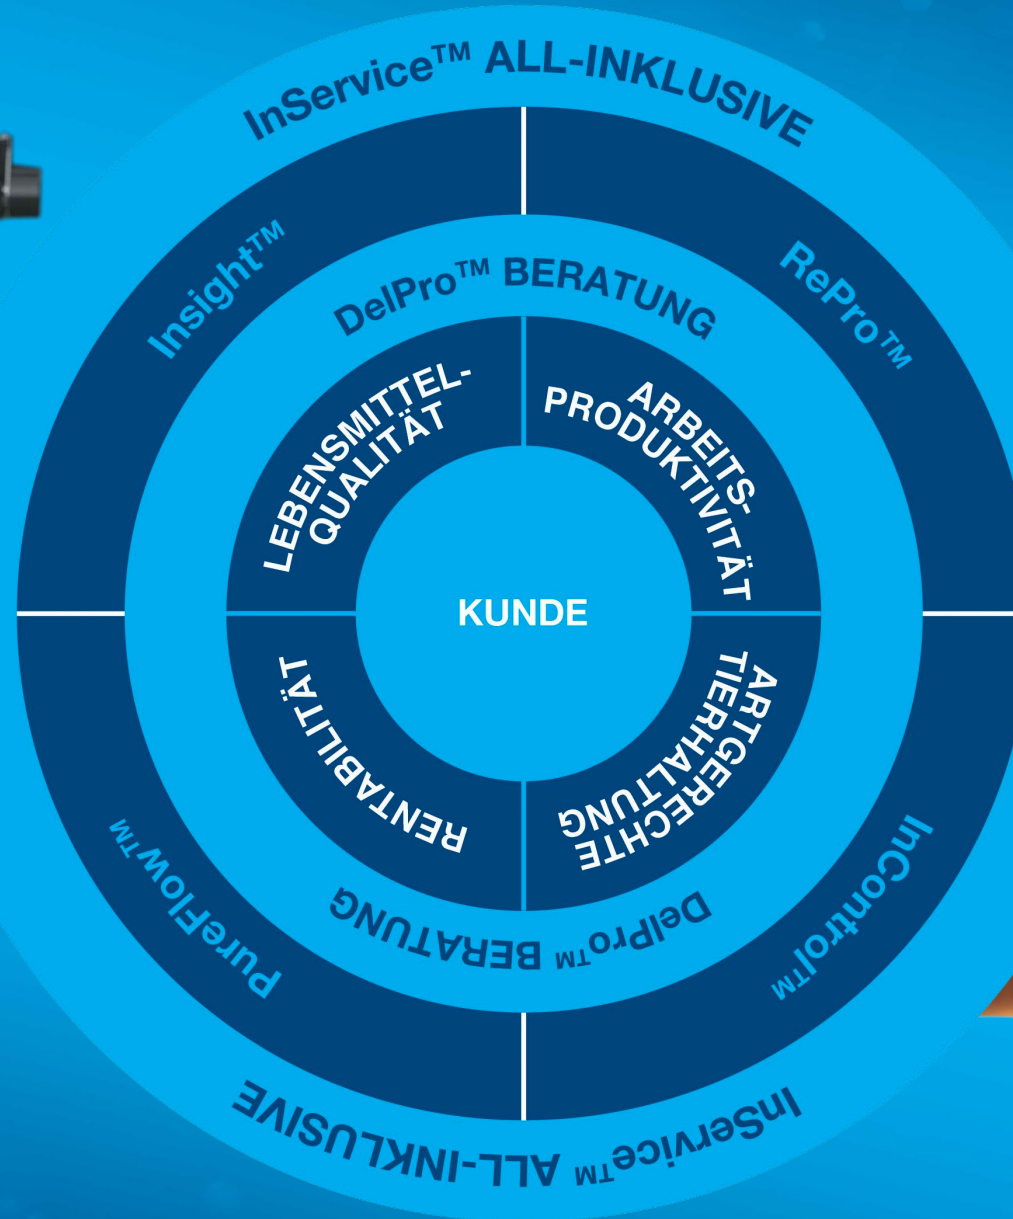 InService™ ALL-INKLUSIVE
Insight™
RePro™
DelPro™ BERATUNG
LEBENSMITTEL-
QUALITÄT
ARBEITS-
PRODUKTIVITÄT
KUNDE
RENTABILITÄT
ARTGERECHTE
TIERHALTUNG
DelPro™ BERATUNG
PureFlow™
InControl™
InService™ ALL-INKLUSIVE